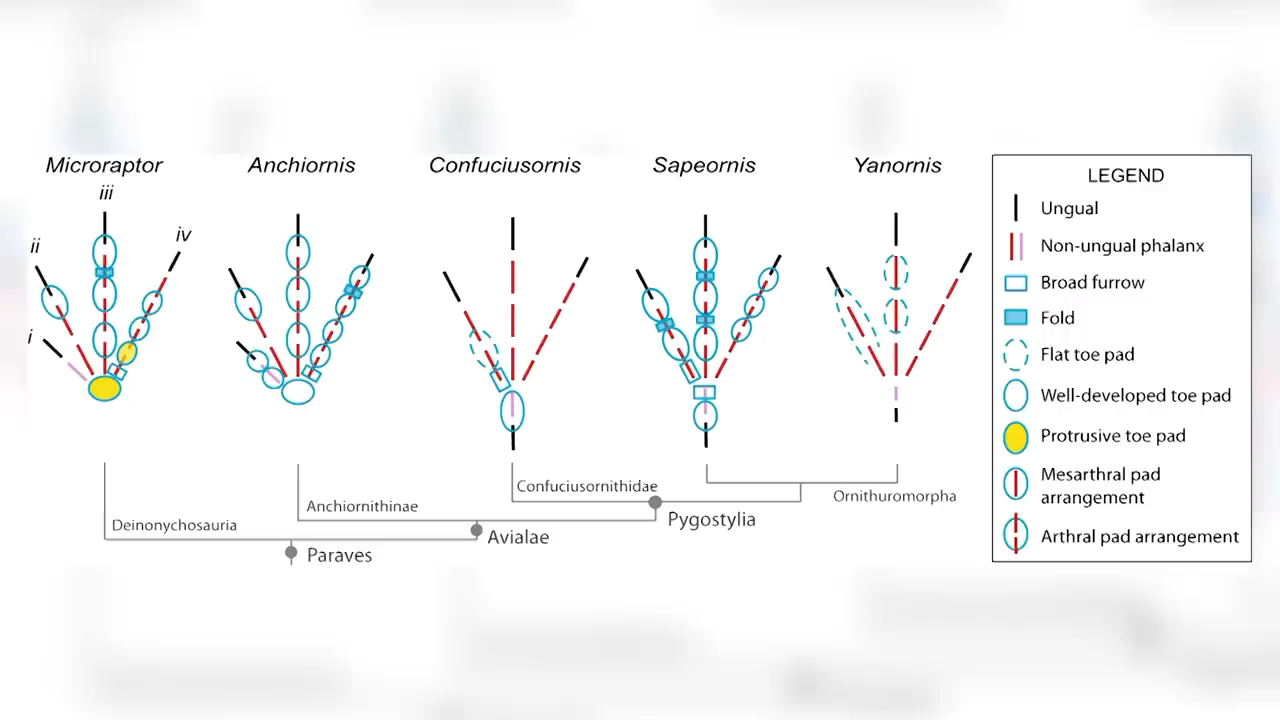 Microraptor
Anchiornis
Confuciusornis
Sapeornis
Yanornis
iii
ii
iv
i
LEGEND
Ungual
Non-ungual phalanx
Broad furrow
Fold
Flat toe pad
Well-developed toe pad
Protrusive toe pad
Mesarthral pad
arrangement
Arthral pad arrangement
Confuciusornithidae
Ornithuromorpha
Anchiornithinae
Pygostylia
Deinonychosauria
Avialae
Paraves